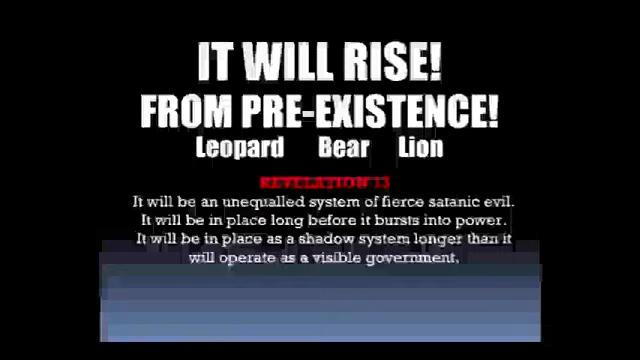 IT WILL RISE!
FROM PRE-EXISTENCE!
Leopard Bear Lion
REVELATION 13
It will be an unequalled system of fierce satanic evil.
It will be in place long before it bursts into power.
It will be in place as a shadow system longer than it
will operate as a visible government.